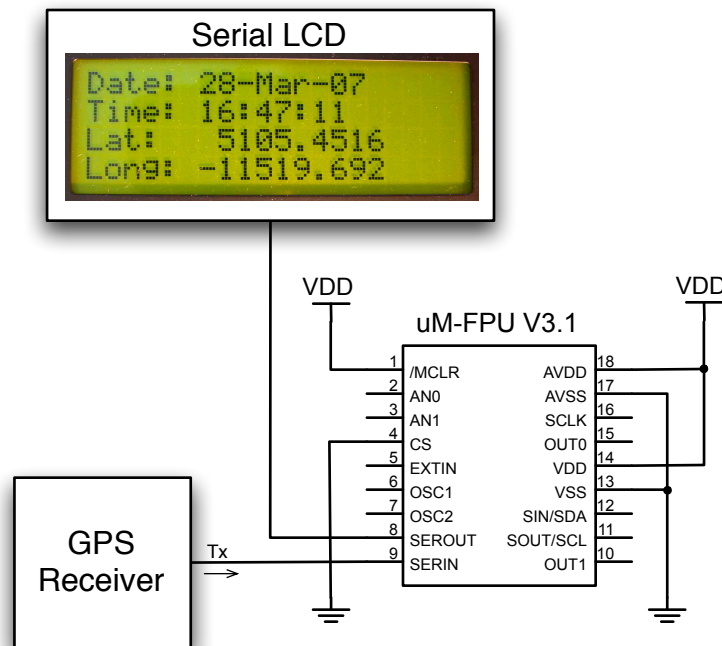 Serial LCD
Date: 28-Mar-07
Time: 16:47:11
Lat: 5105.4516
Long: -11519.692
VDD
VDD
uM-FPU V3.1
1 /MCLR AVDD 18
2 AN0 AVSS 17
3 AN1 SCLK 16
4 CS OUT0 15
5 EXTIN VDD 14
6 OSC1 VSS 13
7 OSC2 SIN/SDA 12
8 SEROUT SOUT/SCL 11
9 SERIN OUT1 10
GPS
Receiver
Tx